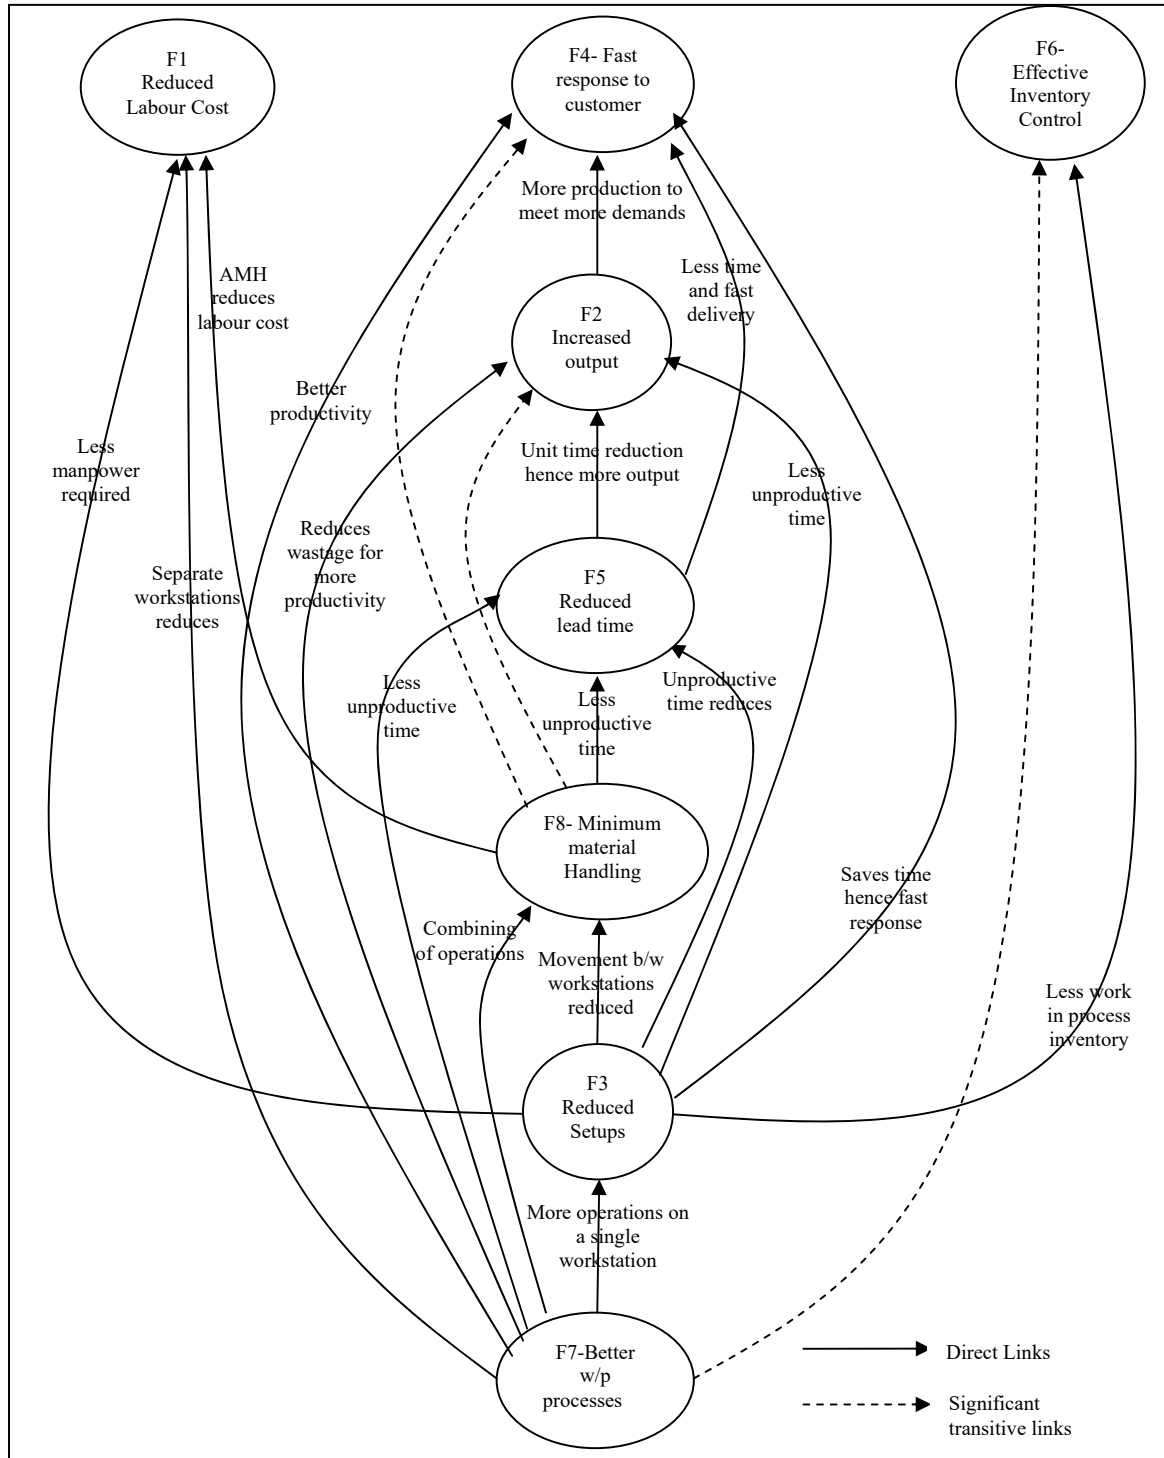 F1
Reduced
Labour Cost
F4- Fast
response to
customer
F6-
Effective
Inventory
Control
More production to
meet more demands
AMH
reduces
labour cost
Less time
and fast
delivery
F2
Increased
output
Better
productivity
Less
manpower
required
Unit time reduction
hence more output
Less
unproductive
time
Reduces
wastage for
more
productivity
Separate
workstations
reduces
F5
Reduced
lead time
Less
unproductive
time
Less
unproductive
time
Unproductive
time reduces
F8- Minimum
material
Handling
Saves time
hence fast
response
Combining
of operations
Movement b/w
workstations
reduced
Less work
in process
inventory
F3
Reduced
Setups
More operations on
a single
workstation
F7-Better
w/p
processes
Direct Links
Significant
transitive links